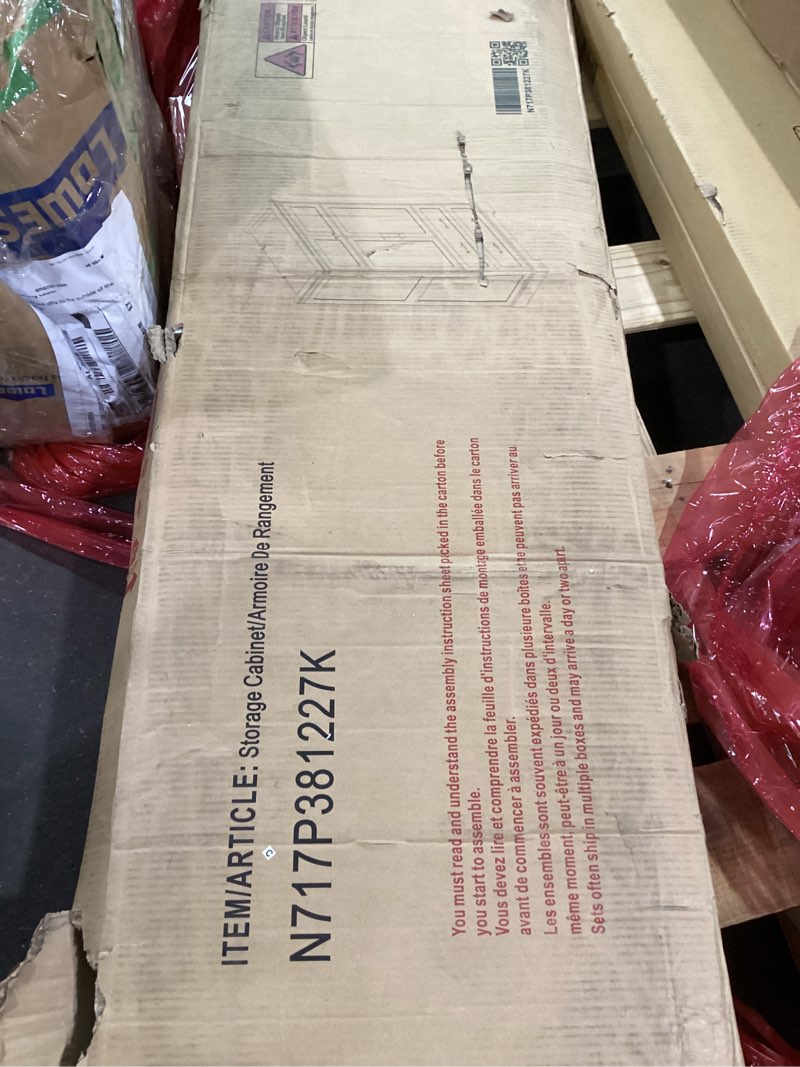 ITEM/ARTICLE: Storage Cabinet/Armoire De Rangement
N717P381227K
You must read and understand the assembly instruction sheet picked in the carton before
you start to assemble.
Vous devez lire et comprendre la feuille d'instructions de montage emballée dans le carton
avant de commencer à assembler.
Les ensembles sont souvent expédiés dans plusieure boîtes et ne peuvent pas arriver au
même moment, peut-être à un jour ou deux d'intervalle.
Sets often ship in multiple boxes and may arrive a day or two apart.
N717P381227K
amazon.com